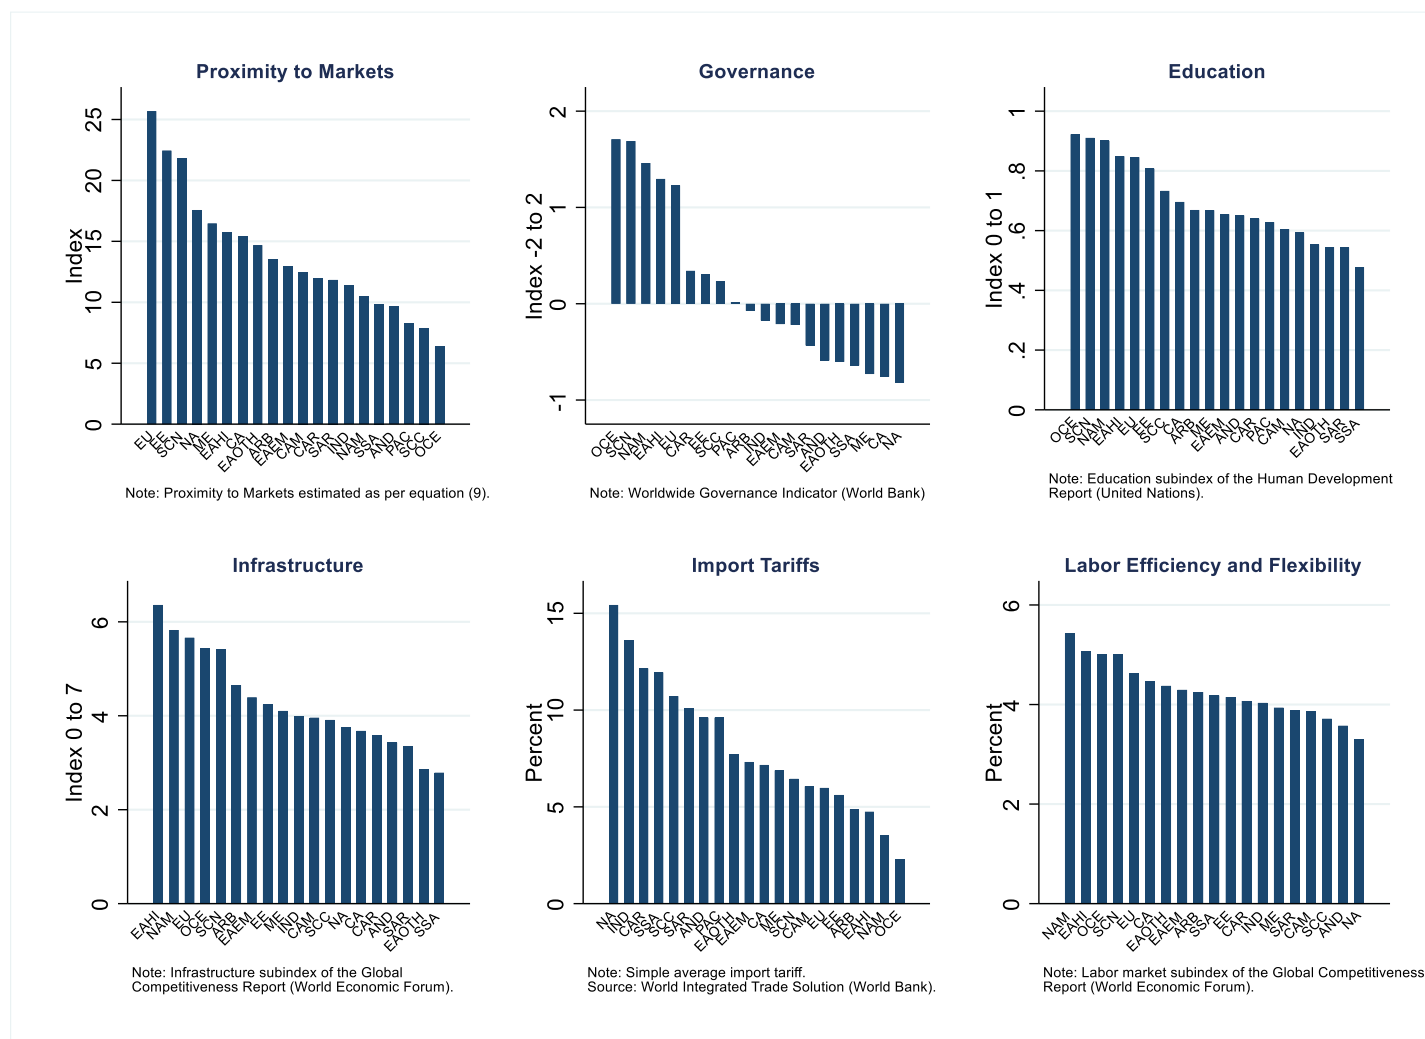 Proximity to Markets
Index
25
20
15
10
5
0
EU EE SCN NA ME EAHI CA EAOTH ARB EAEM CAM CAR SAR IND NAM SSA AND PAC SCC OCE
Note: Proximity to Markets estimated as per equation (9).
Governance
Index -2 to 2
2
1
0
-1
OCE SCN NAM EAHI EU CAR EE SCC PAC ARB IND EAEM CAM SAR AND EAOTH SSA ME CA NA
Note: Worldwide Governance Indicator (World Bank)
Education
Index 0 to 1
1
.8
.6
.4
.2
0
OCE SCN NAM EAHI EU EE SCC CA ARB ME EAEM AND CAR PAC CAM NA IND EAOTH SAR SSA
Note: Education subindex of the Human Development
Report (United Nations).
Infrastructure
Index 0 to 7
6
4
2
0
EAHI NAM EU OCE SCN ARB EAEM EE ME IND CAM SCC NA CA CAR AND SAR EAOTH SSA
Note: Infrastructure subindex of the Global
Competitiveness Report (World Economic Forum).
Import Tariffs
Percent
15
10
5
0
NA IND CAR SSA SCC SAR AND PAC EAOTH EAEM CA ME SCN CAM EU EE ARB EAHI NAM OCE
Note: Simple average import tariff.
Source: World Integrated Trade Solution (World Bank).
Labor Efficiency and Flexibility
Percent
6
4
2
0
NAM EAHI OCE SCN EU CA EAOTH EAEM ARB SSA EE CAR IND ME SAR CAM SCC AND NA
Note: Labor market subindex of the Global Competitiveness
Report (World Economic Forum).